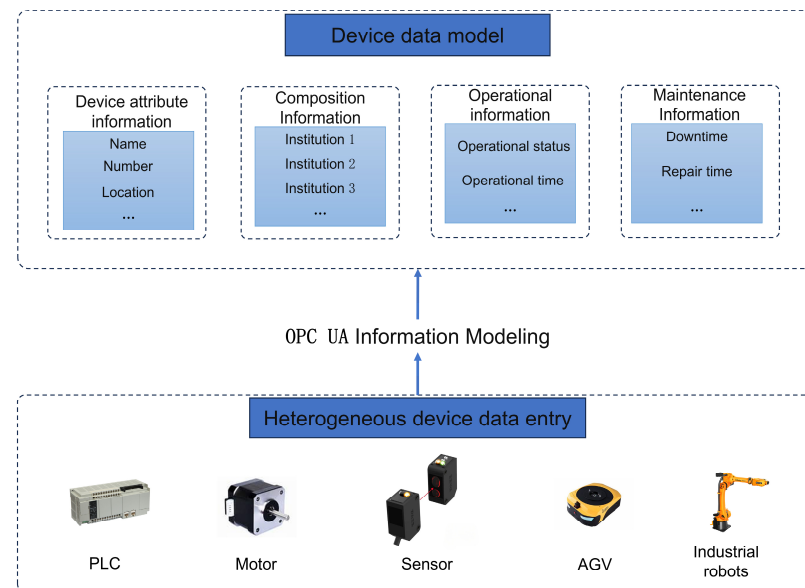 Device data model
Device attribute
information
Name
Number
Location
...
Composition
Information
Institution 1
Institution 2
Institution 3
...
Operational
information
Operational status
Operational time
...
Maintenance
Information
Downtime
Repair time
...
OPC UA Information Modeling
Heterogeneous device data entry
PLC
Motor
Sensor
AGV
Industrial
robots